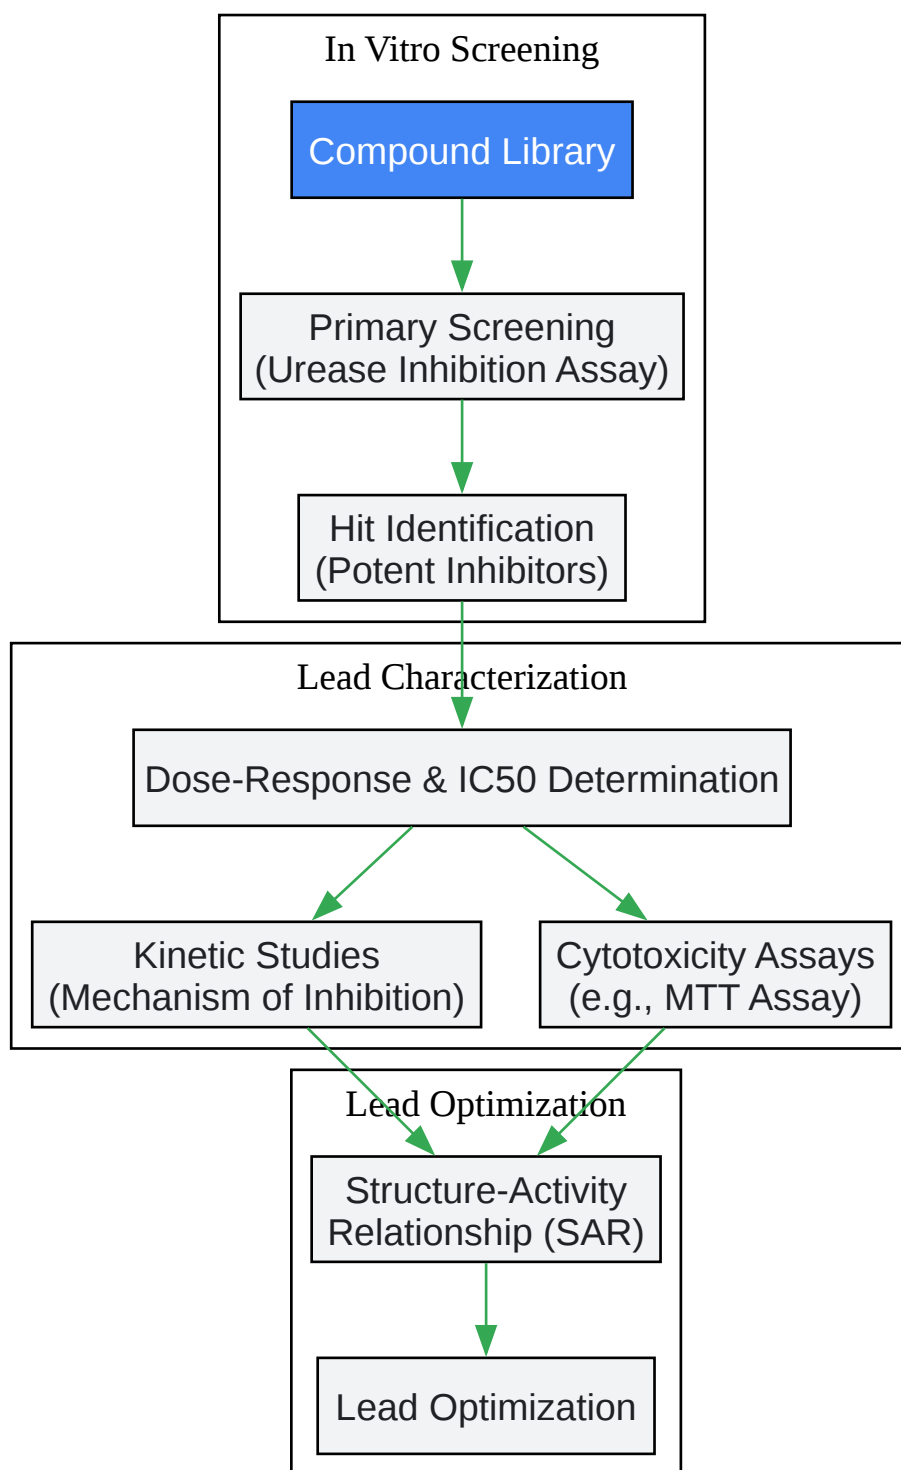 In Vitro Screening
Compound Library
Primary Screening
(Urease Inhibition Assay)
Hit Identification
(Potent Inhibitors)
Lead Characterization
Dose-Response & IC50 Determination
Kinetic Studies
(Mechanism of Inhibition)
Cytotoxicity Assays
(e.g., MTT Assay)
Lead Optimization
Structure-Activity
Relationship (SAR)
Lead Optimization